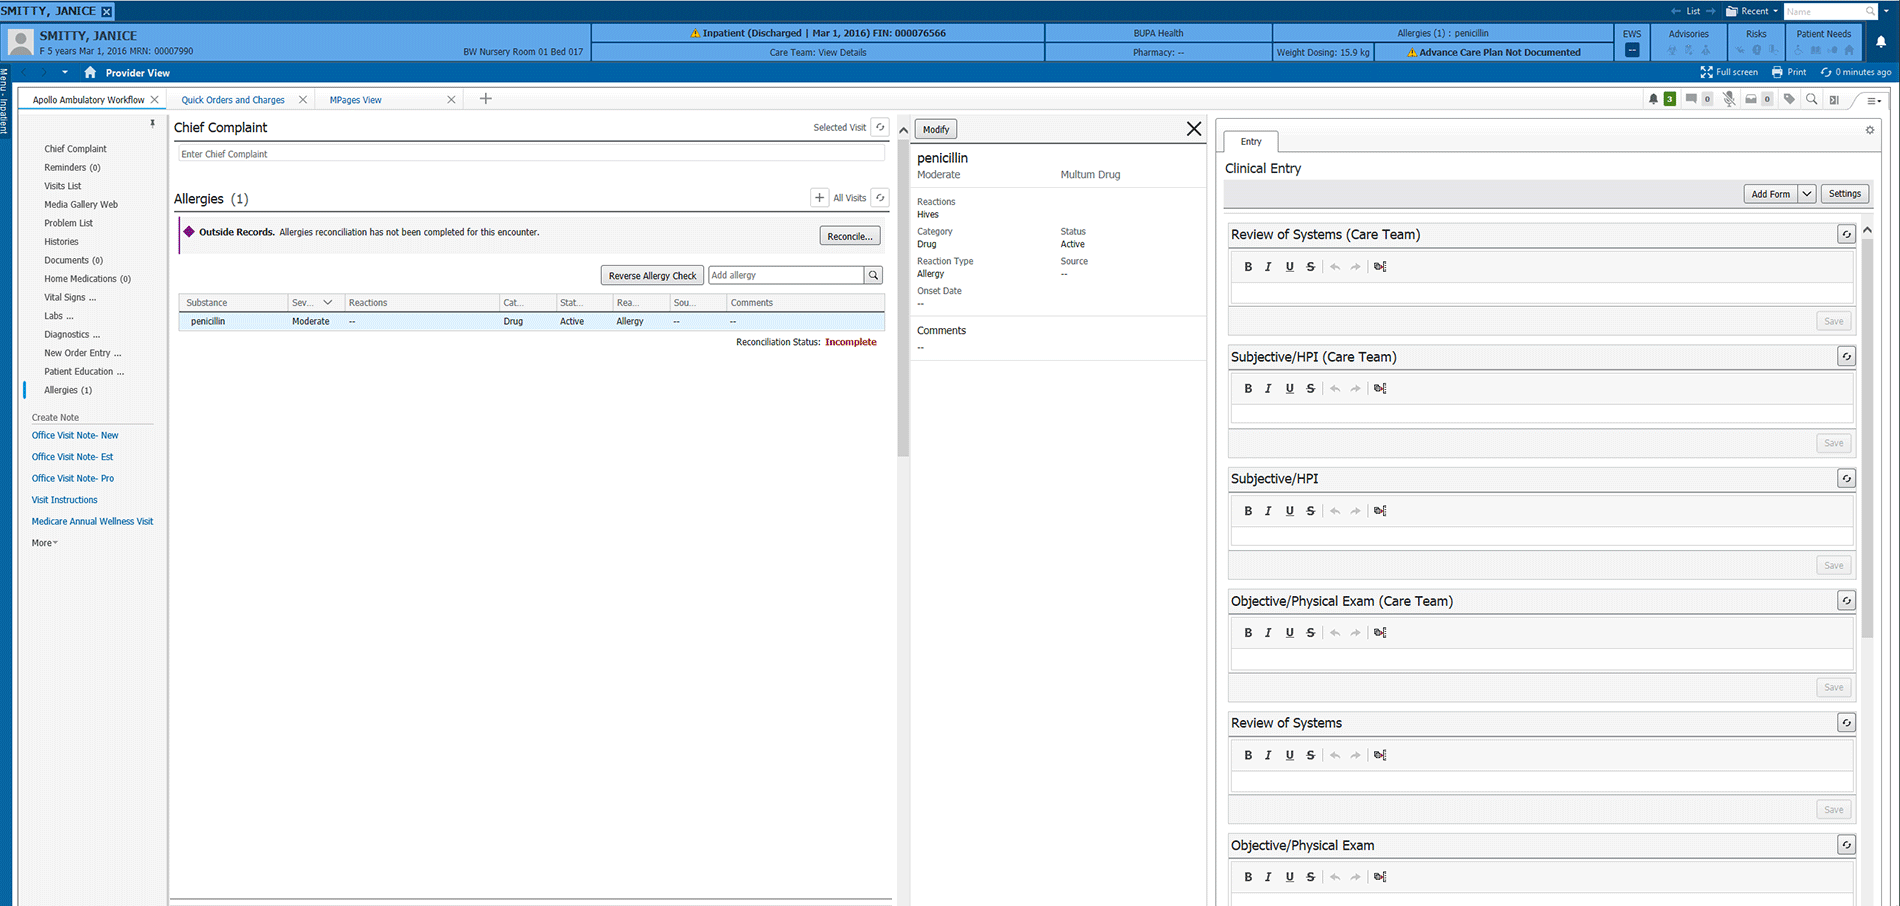 SMITTY, JANICE
List
Recent
Name
SMITTY, JANICE
F 5 years Mar 1, 2016 MRN: 00007990
BW Nursery Room 01 Bed 017
Inpatient (Discharged | Mar 1, 2016) FIN: 000076566
Care Team: View Details
BUPA Health
Pharmacy: --
Allergies (1) : penicillin
Weight Dosing: 15.9 kg
Advance Care Plan Not Documented
EWS
--
Advisories
Risks
Patient Needs
Menu - Inpatient
Provider View
Full screen
Print
0 minutes ago
Apollo Ambulatory Workflow
Quick Orders and Charges
MPages View
3
0
0
Chief Complaint
Reminders (0)
Visits List
Media Gallery Web
Problem List
Histories
Documents (0)
Home Medications (0)
Vital Signs ...
Labs ...
Diagnostics ...
New Order Entry ...
Patient Education ...
Allergies (1)
Create Note
Office Visit Note- New
Office Visit Note- Est
Office Visit Note- Pro
Visit Instructions
Medicare Annual Wellness Visit
More
Chief Complaint
Selected Visit
Enter Chief Complaint
Allergies (1)
All Visits
Outside Records. Allergies reconciliation has not been completed for this encounter.
Reconcile...
Reverse Allergy Check
Add allergy
Substance Sev... Reactions Cat... Stat... Rea... Sou... Comments
penicillin Moderate -- Drug Active Allergy -- --
Reconciliation Status: Incomplete
Modify
penicillin
Moderate Multum Drug
Reactions
Hives
Category Status
Drug Active
Reaction Type Source
Allergy --
Onset Date
--
Comments
--
Entry
Clinical Entry
Add Form
Settings
Review of Systems (Care Team)
B I U S
Save
Subjective/HPI (Care Team)
B I U S
Save
Subjective/HPI
B I U S
Save
Objective/Physical Exam (Care Team)
B I U S
Save
Review of Systems
B I U S
Save
Objective/Physical Exam
B I U S